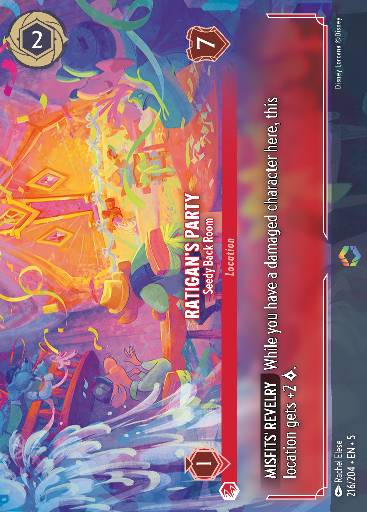 2
7
RATIGAN'S PARTY
Seedy Back Room
Location
1
MISFITS' REVELRY While you have a damaged character here, this
location gets +2 ◊.
Rachel Elese
216/204 • EN • 5
Disney Lorcana © Disney